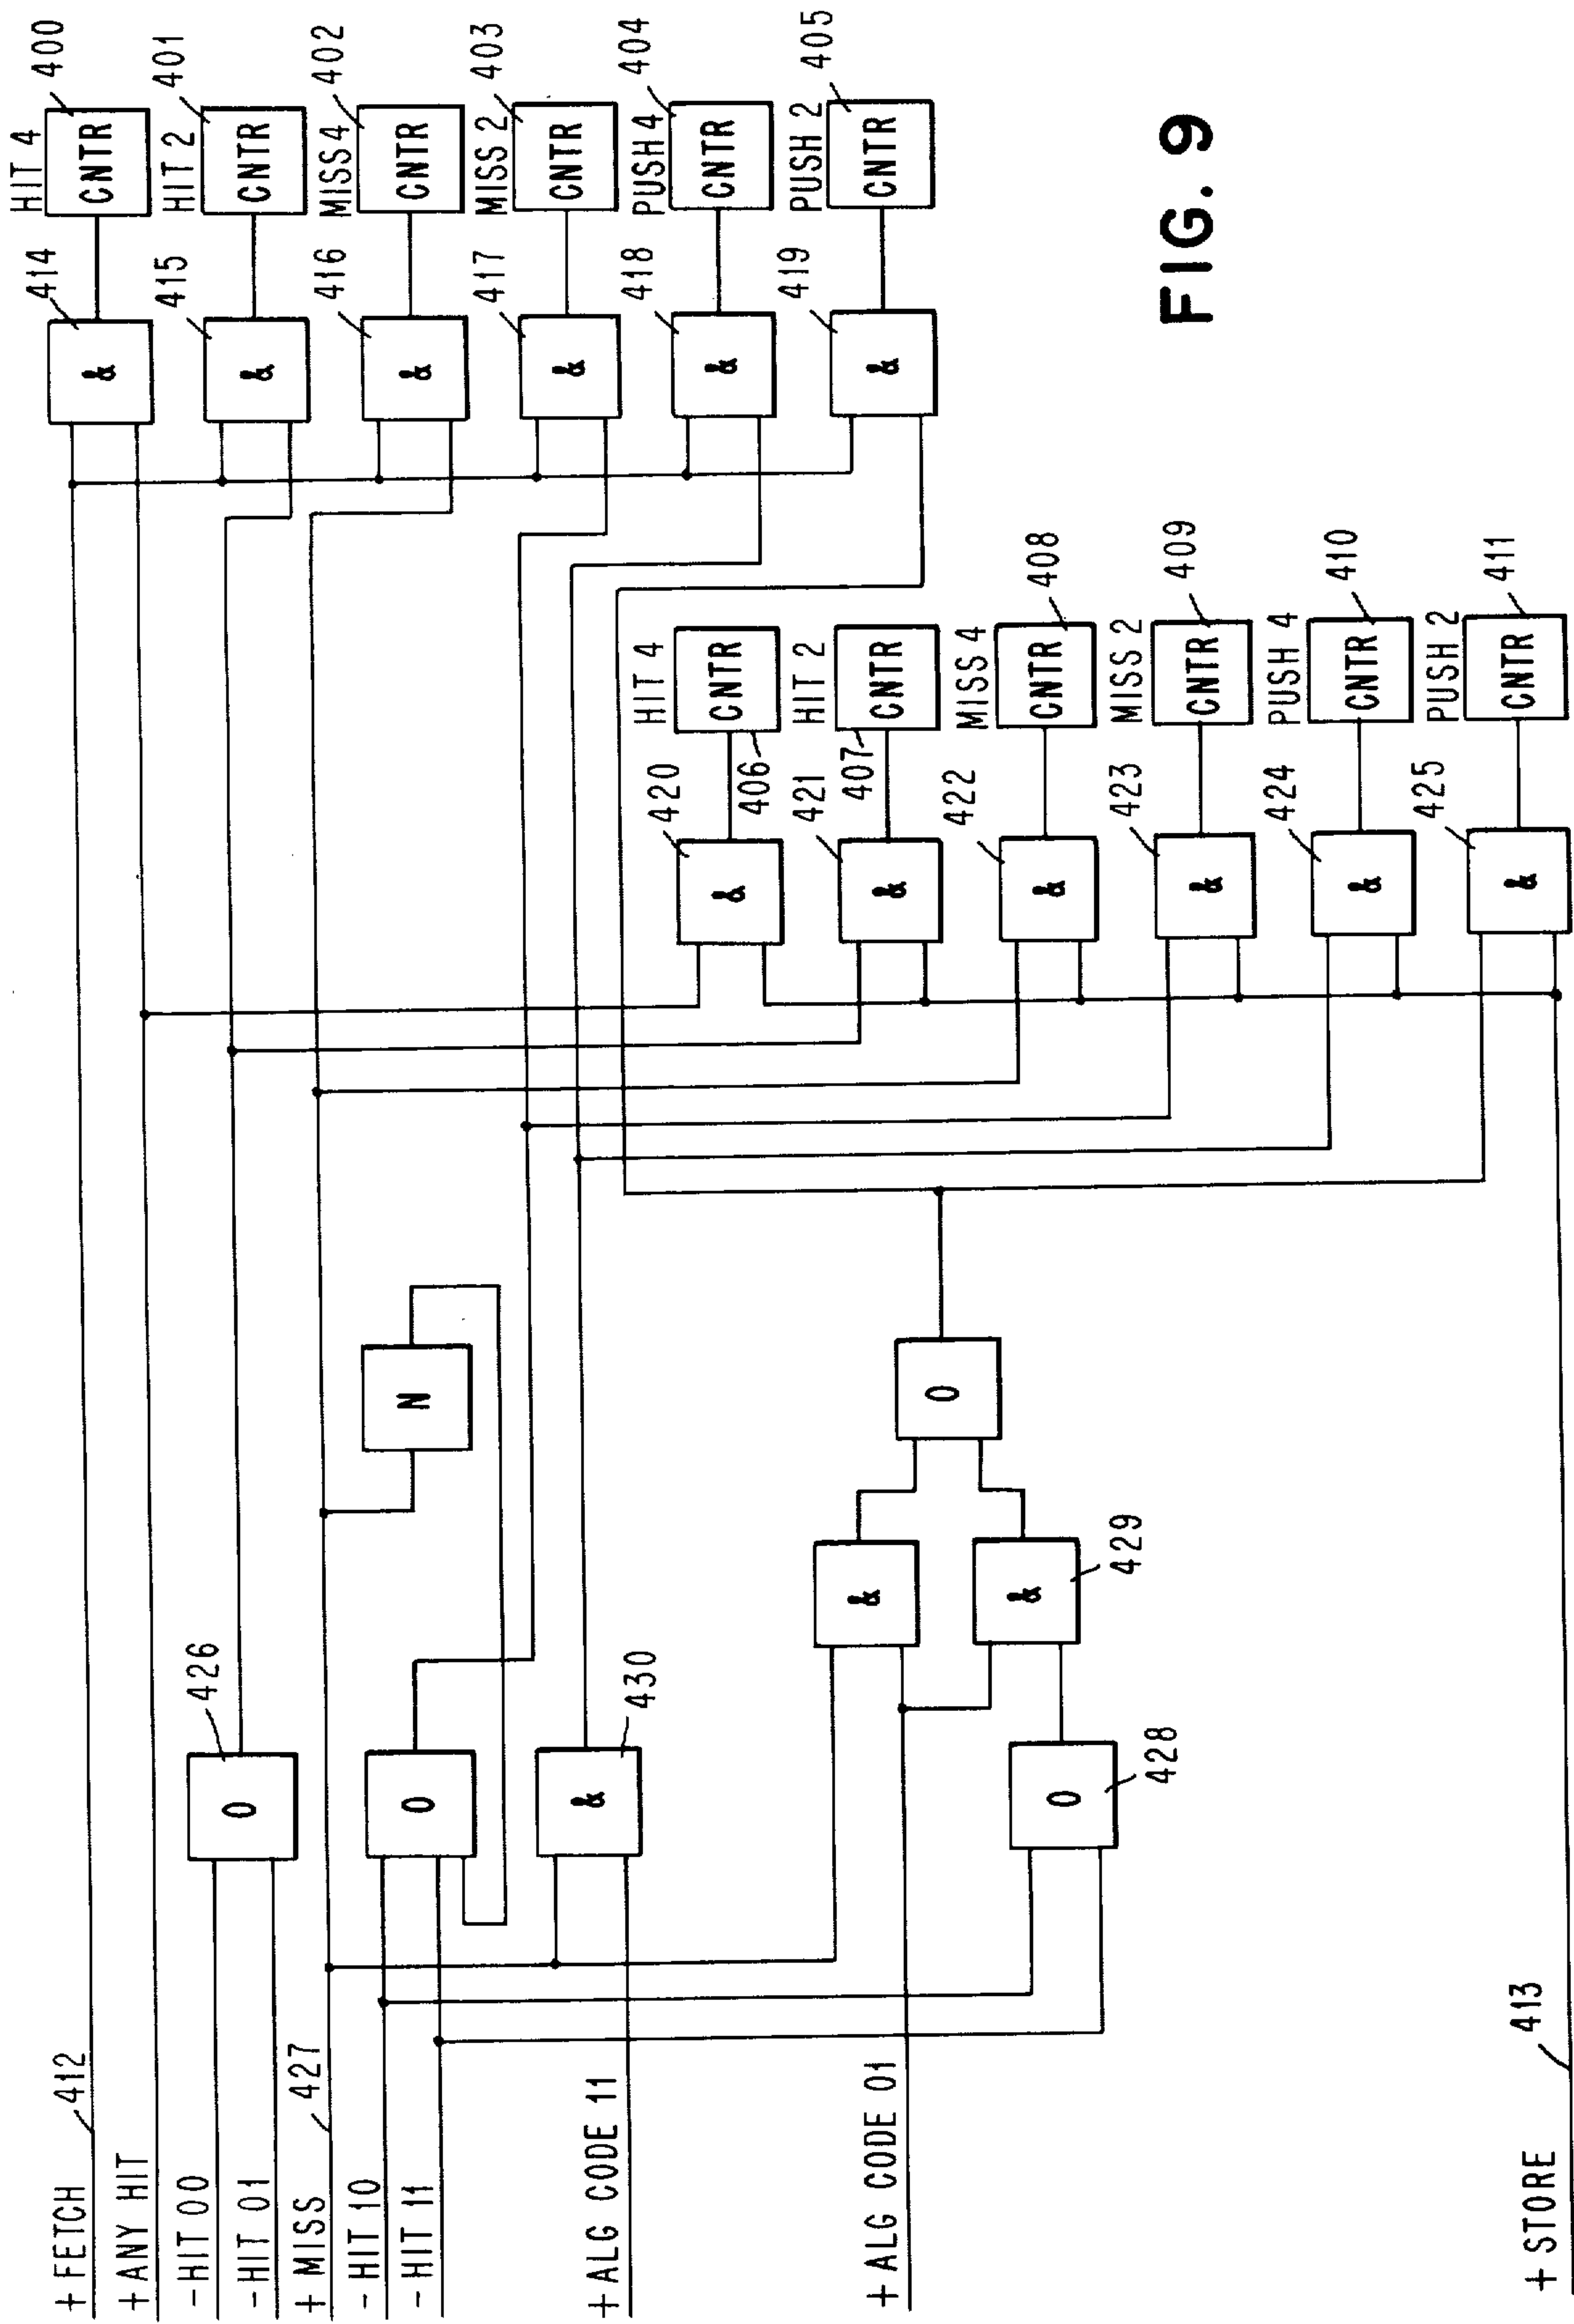 HIT 4
400
CNTR
HIT 2
401
CNTR
MISS 4
402
CNTR
MISS 2
403
CNTR
PUSH 4
404
CNTR
PUSH 2
405
CNTR
414
&
415
&
416
&
417
&
418
&
419
&
FIG. 9
HIT 4
CNTR
406
HIT 2
CNTR
407
MISS 4
408
CNTR
MISS 2
409
CNTR
PUSH 4
410
CNTR
PUSH 2
411
CNTR
420
&
421
&
422
&
423
&
424
&
425
&
N
O
&
&
429
426
O
O
430
&
O
428
+ FETCH
412
+ ANY HIT
- HIT 00
- HIT 01
+ MISS
427
- HIT 10
- HIT 11
+ ALG CODE 11
+ ALG CODE 01
+ STORE
413